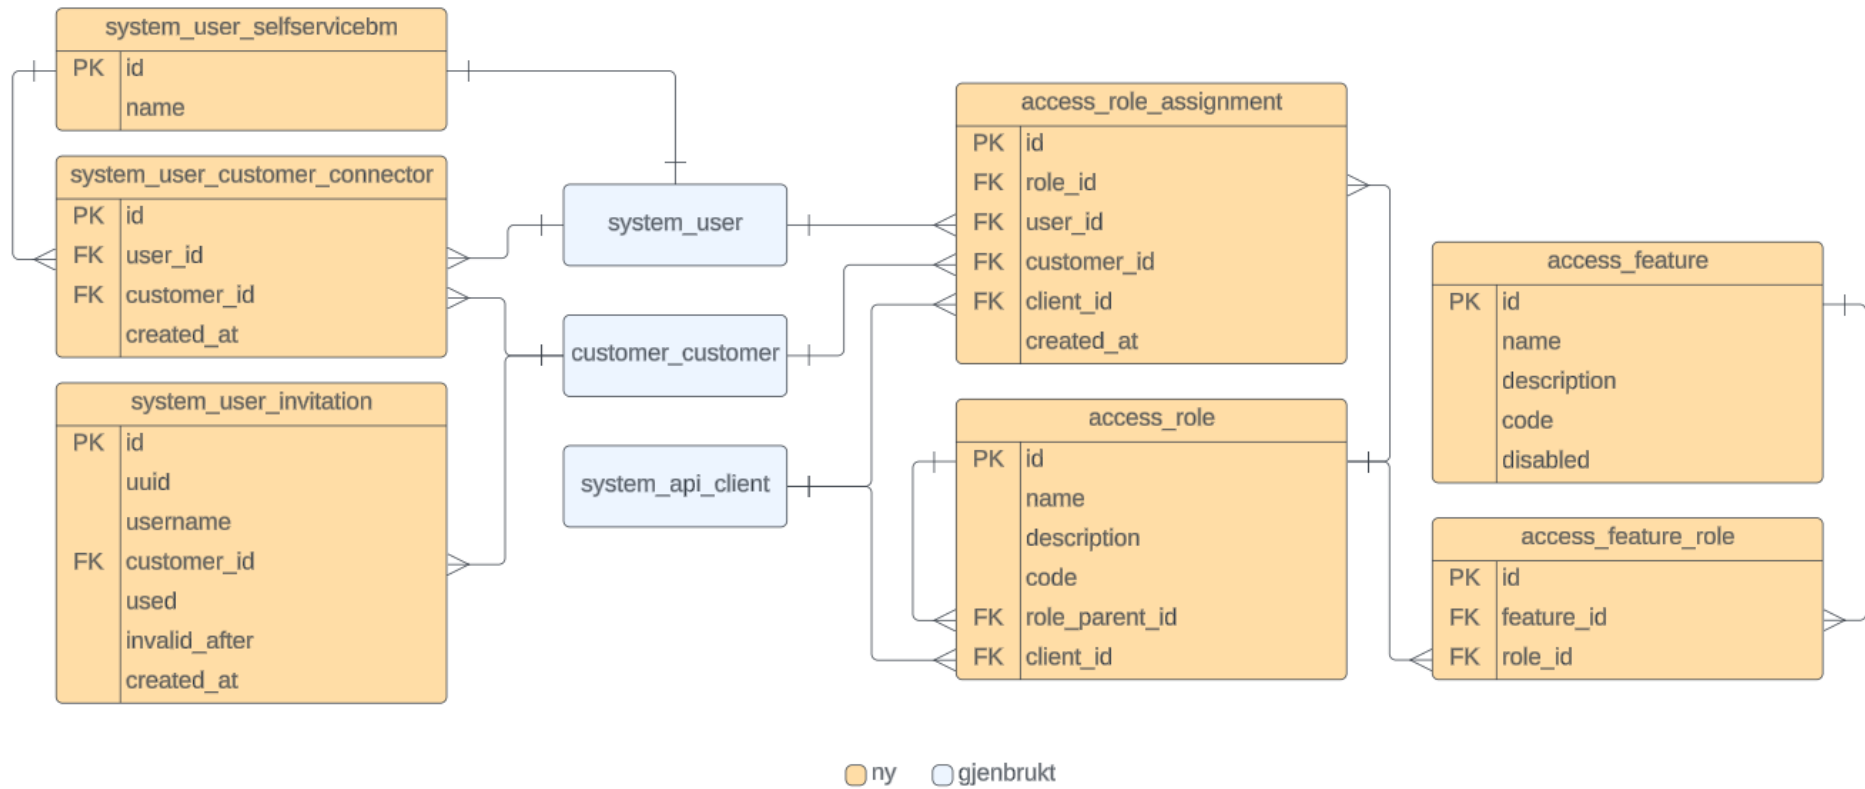 system_user_selfservicebm
PK id
name
system_user_customer_connector
PK id
FK user_id
FK customer_id
created_at
system_user_invitation
PK id
uuid
username
FK customer_id
used
invalid_after
created_at
system_user
customer_customer
system_api_client
access_role_assignment
PK id
FK role_id
FK user_id
FK customer_id
FK client_id
created_at
access_role
PK id
name
description
code
FK role_parent_id
FK client_id
access_feature
PK id
name
description
code
disabled
access_feature_role
PK id
FK feature_id
FK role_id
ny gjenbrukt